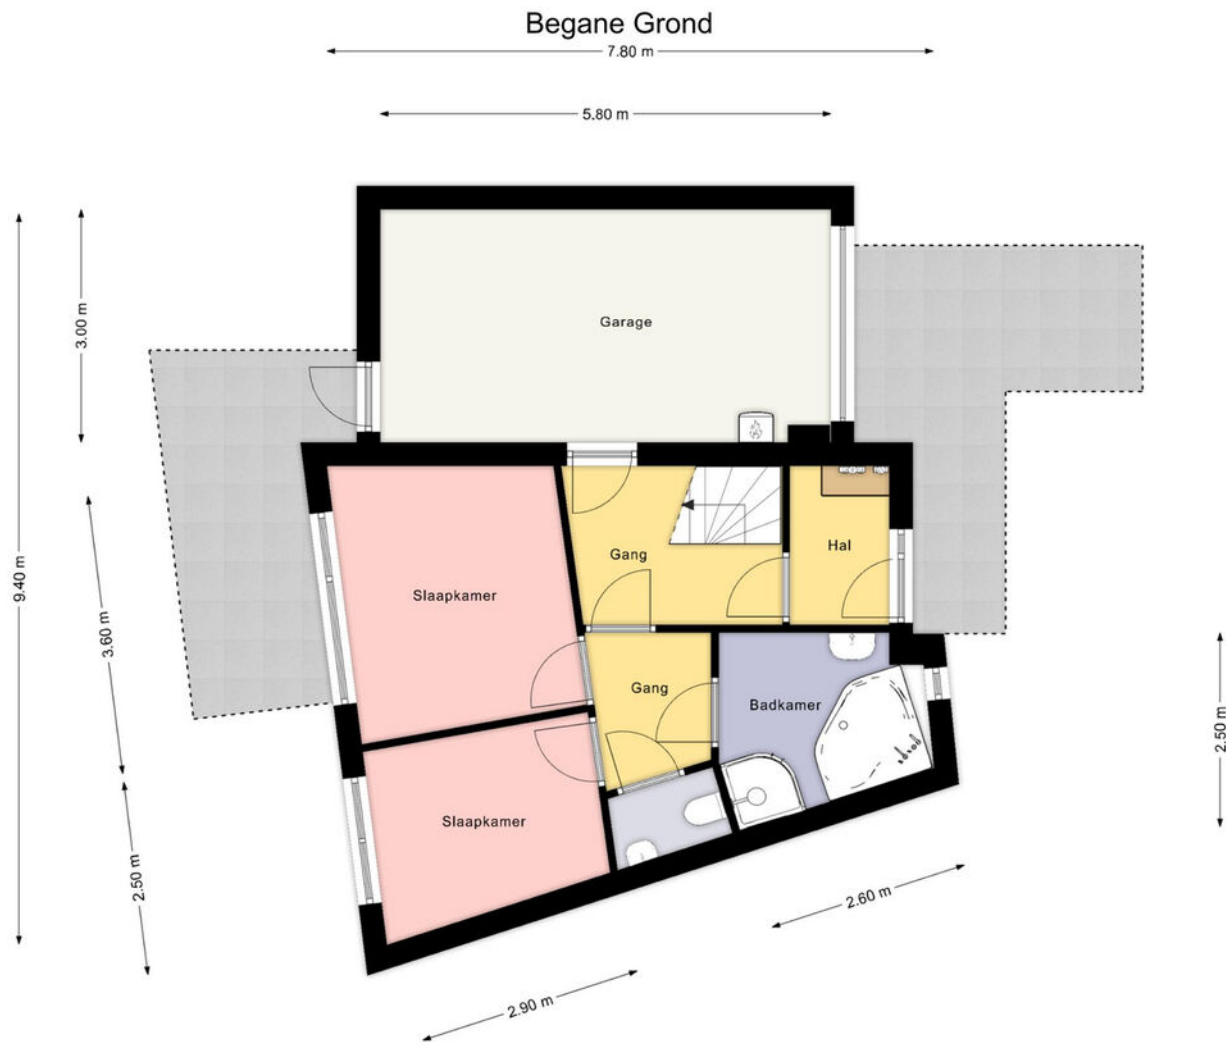 Begane Grond
7.80 m
5.80 m
3.00 m
Garage
9.40 m
3.60 m
Gang
Hal
Slaapkamer
Gang
Badkamer
2.50 m
Slaapkamer
2.50 m
2.60 m
2.90 m